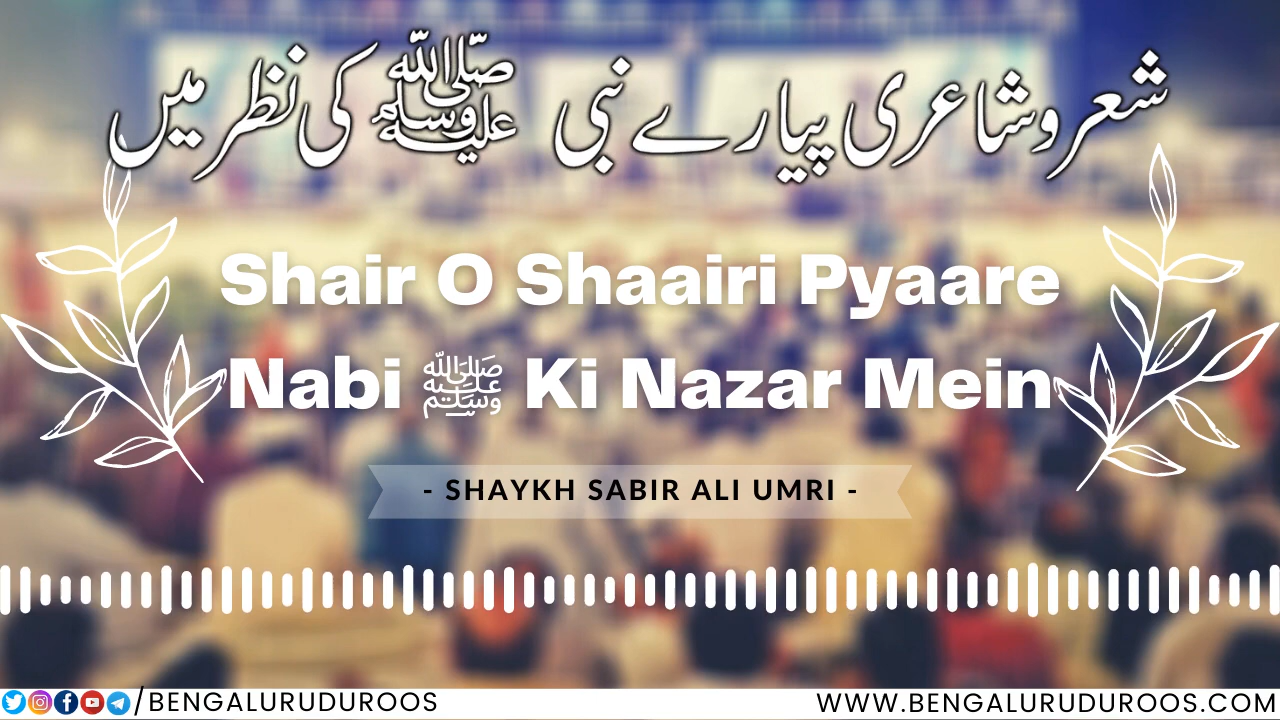 شعر و شاعری پیارے نبی ﷺ کی نظر میں
Shair O Shaairi Pyaare
Nabi ﷺ Ki Nazar Mein
- SHAYKH SABIR ALI UMRI -
/BENGALURUDUROOS
WWW.BENGALURUDUROOS.COM